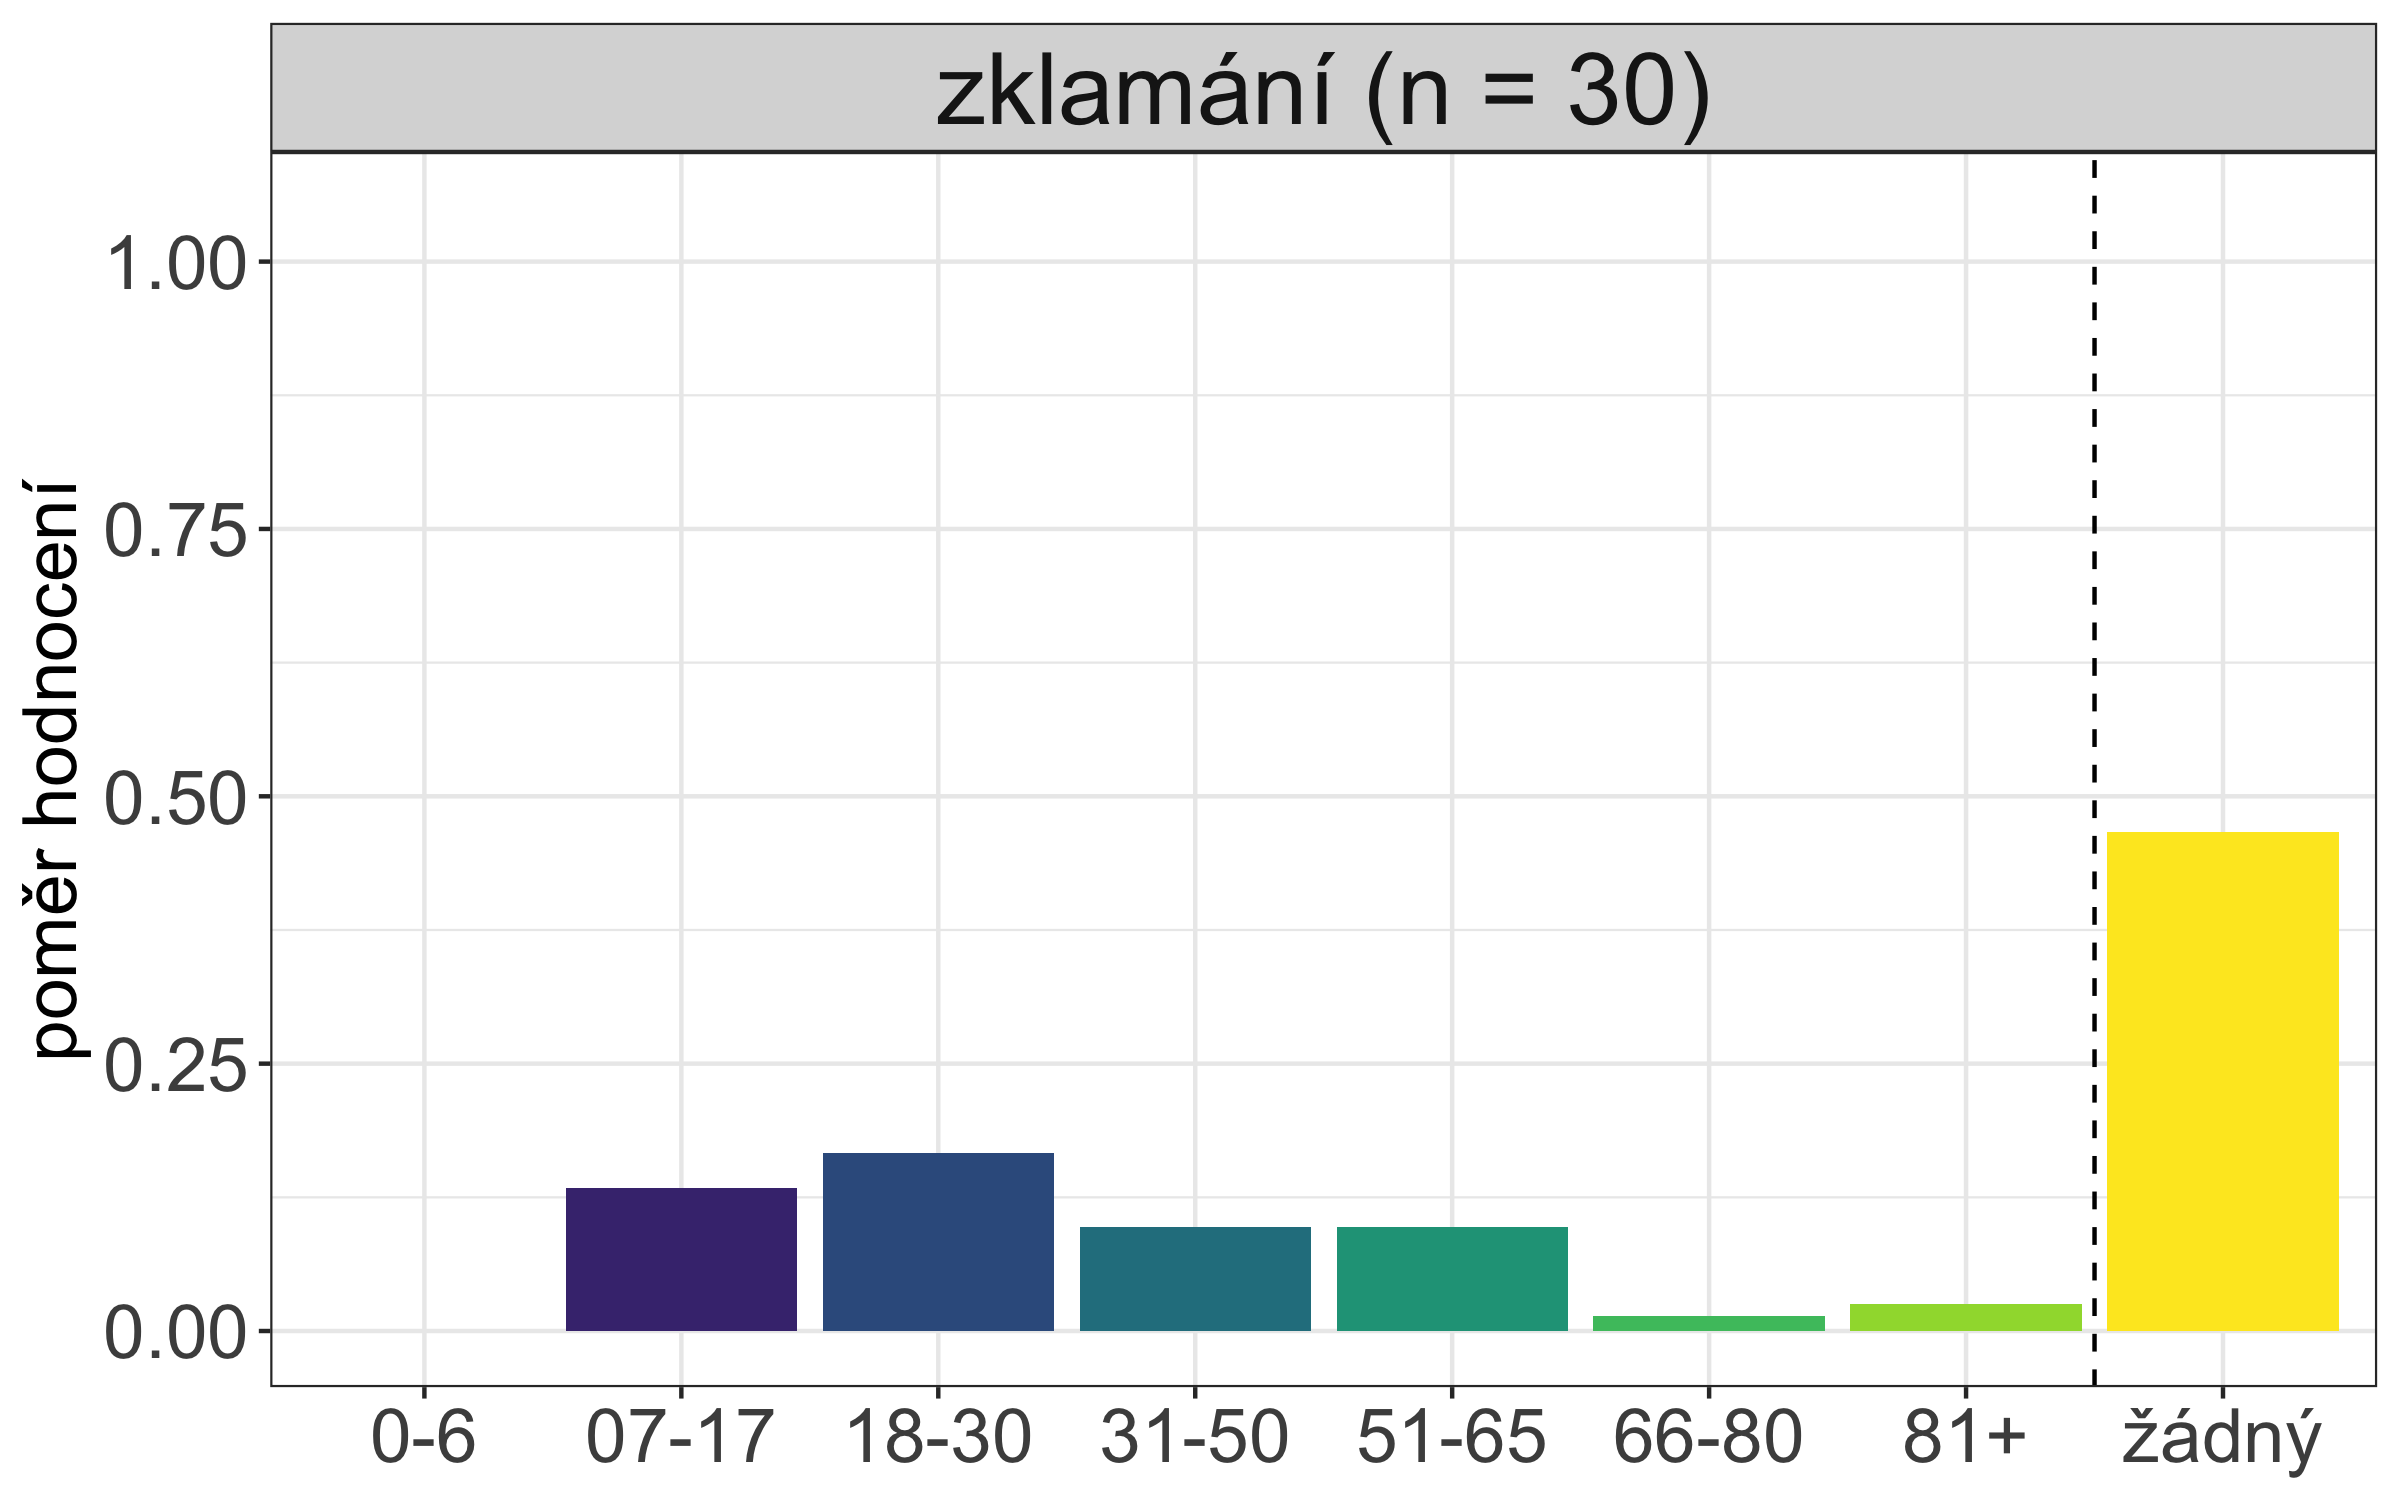 zklamání (n = 30)
poměr hodnocení
1.00
0.75
0.50
0.25
0.00
0-6 07-17 18-30 31-50 51-65 66-80 81+ žádný